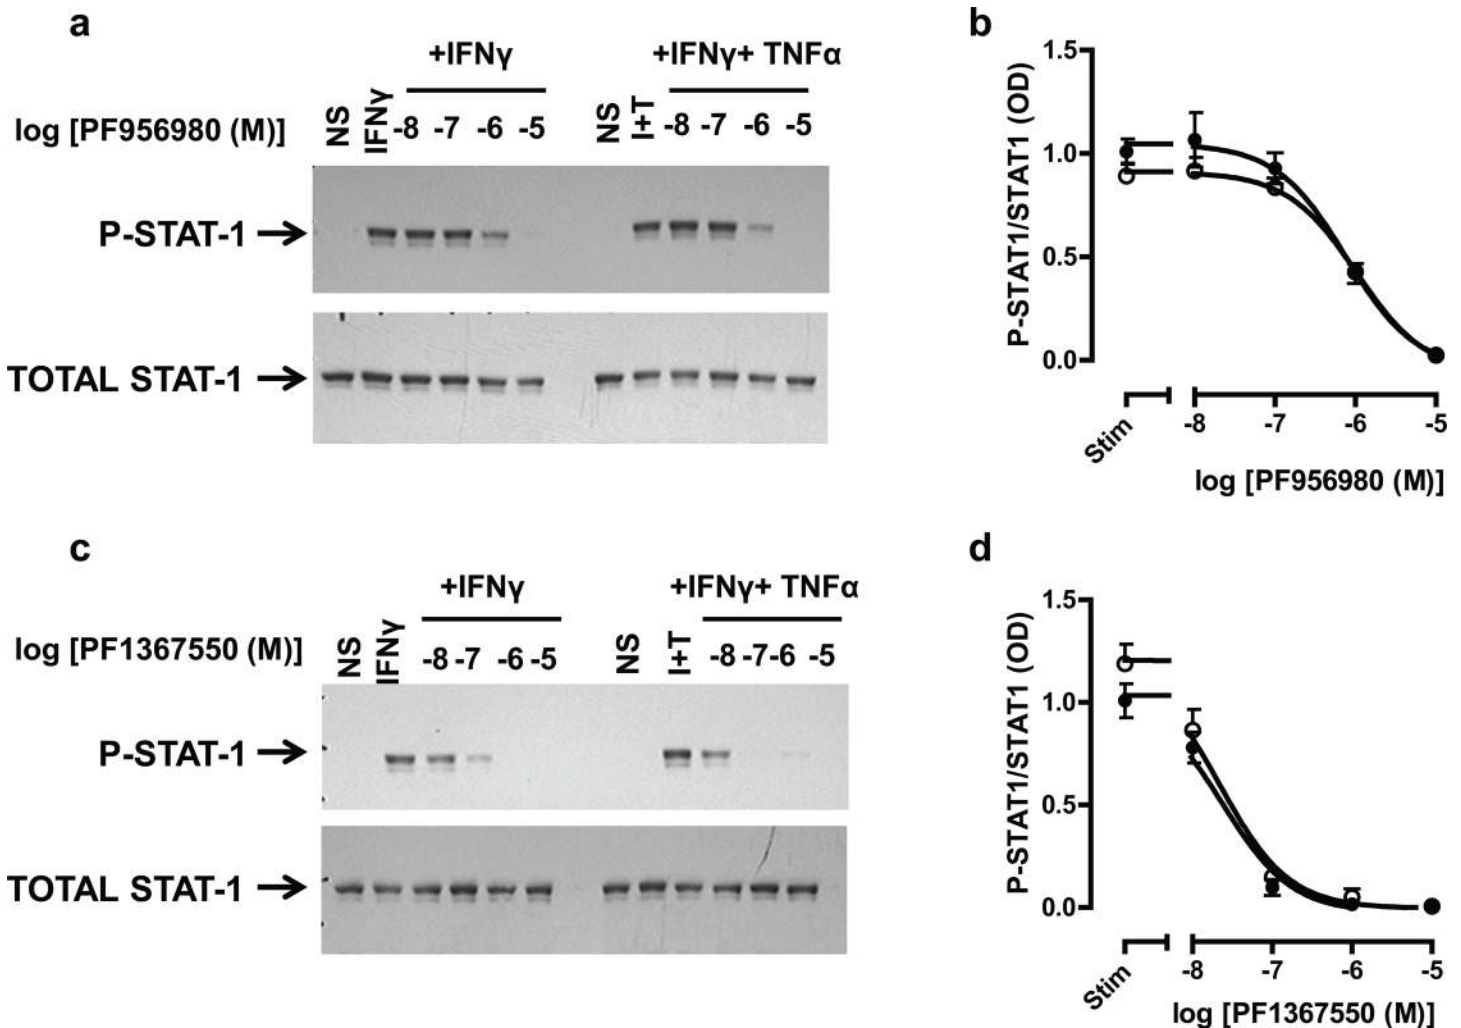 a
+IFNγ
+IFNγ+ TNFα
log [PF956980 (M)]
NS IFNγ -8 -7 -6 -5 NS I+T -8 -7 -6 -5
P-STAT-1
TOTAL STAT-1
b
P-STAT1/STAT1 (OD)
1.5
1.0
0.5
0.0
Stim -8 -7 -6 -5
log [PF956980 (M)]
c
+IFNγ
+IFNγ+ TNFα
log [PF1367550 (M)]
NS IFNγ -8 -7 -6 -5 NS I+T -8 -7 -6 -5
P-STAT-1
TOTAL STAT-1
d
P-STAT1/STAT1 (OD)
1.5
1.0
0.5
0.0
Stim -8 -7 -6 -5
log [PF1367550 (M)]